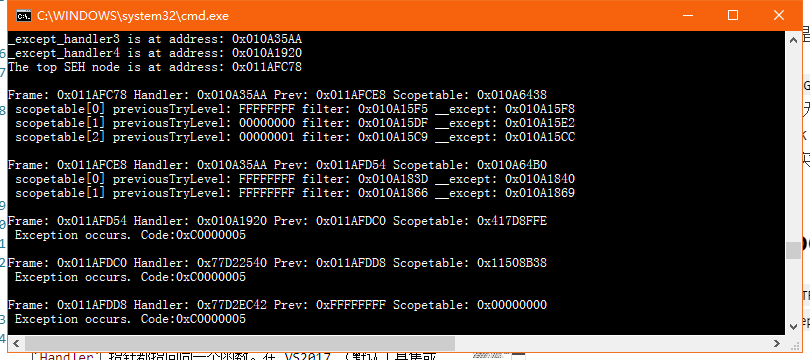 C:\WINDOWS\system32\cmd.exe
_except_handler3 is at address: 0x010A35AA
_except_handler4 is at address: 0x010A1920
The top SEH node is at address: 0x011AFC78
Frame: 0x011AFC78 Handler: 0x010A35AA Prev: 0x011AFCE8 Scopetable: 0x010A6438
scopetable[0] previousTryLevel: FFFFFFFF filter: 0x010A15F5 __except: 0x010A15F8
scopetable[1] previousTryLevel: 00000000 filter: 0x010A15DF __except: 0x010A15E2
scopetable[2] previousTryLevel: 00000001 filter: 0x010A15C9 __except: 0x010A15CC
Frame: 0x011AFCE8 Handler: 0x010A35AA Prev: 0x011AFD54 Scopetable: 0x010A64B0
scopetable[0] previousTryLevel: FFFFFFFF filter: 0x010A183D __except: 0x010A1840
scopetable[1] previousTryLevel: FFFFFFFF filter: 0x010A1866 __except: 0x010A1869
Frame: 0x011AFD54 Handler: 0x010A1920 Prev: 0x011AFDC0 Scopetable: 0x417D8FFE
Exception occurs. Code:0xC0000005
Frame: 0x011AFDC0 Handler: 0x77D22540 Prev: 0x011AFDD8 Scopetable: 0x11508B38
Exception occurs. Code:0xC0000005
Frame: 0x011AFDD8 Handler: 0x77D2EC42 Prev: 0xFFFFFFFF Scopetable: 0x00000000
Exception occurs. Code:0xC0000005